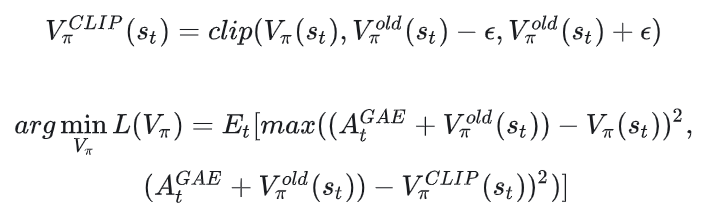 V_π^{CLIP}(s_t) = clip(V_π(s_t), V_π^{old}(s_t) − ϵ, V_π^{old}(s_t) + ϵ)
arg min_{V_π} L(V_π) = E_t[max((A_t^{GAE} + V_π^{old}(s_t)) − V_π(s_t))^2,
(A_t^{GAE} + V_π^{old}(s_t)) − V_π^{CLIP}(s_t))^2)]